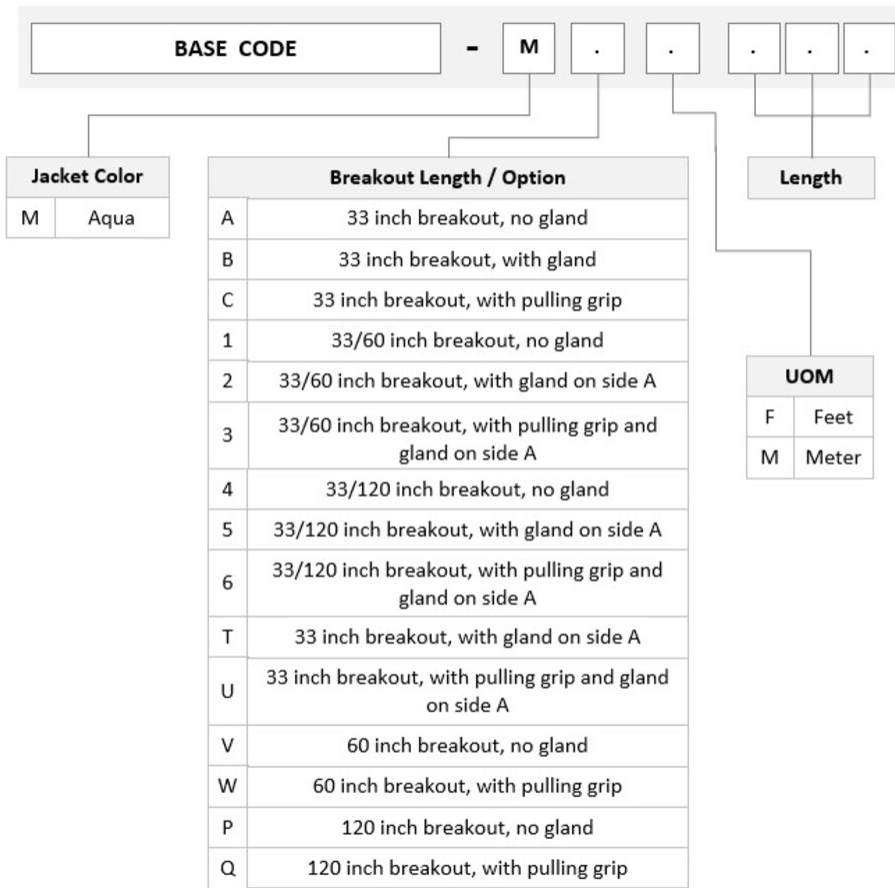 BASE CODE - M . . . . .
Jacket Color
M Aqua
Breakout Length / Option
A 33 inch breakout, no gland
B 33 inch breakout, with gland
C 33 inch breakout, with pulling grip
1 33/60 inch breakout, no gland
2 33/60 inch breakout, with gland on side A
3 33/60 inch breakout, with pulling grip and
gland on side A
4 33/120 inch breakout, no gland
5 33/120 inch breakout, with gland on side A
6 33/120 inch breakout, with pulling grip and
gland on side A
T 33 inch breakout, with gland on side A
U 33 inch breakout, with pulling grip and gland
on side A
V 60 inch breakout, no gland
W 60 inch breakout, with pulling grip
P 120 inch breakout, no gland
Q 120 inch breakout, with pulling grip
Length
UOM
F Feet
M Meter